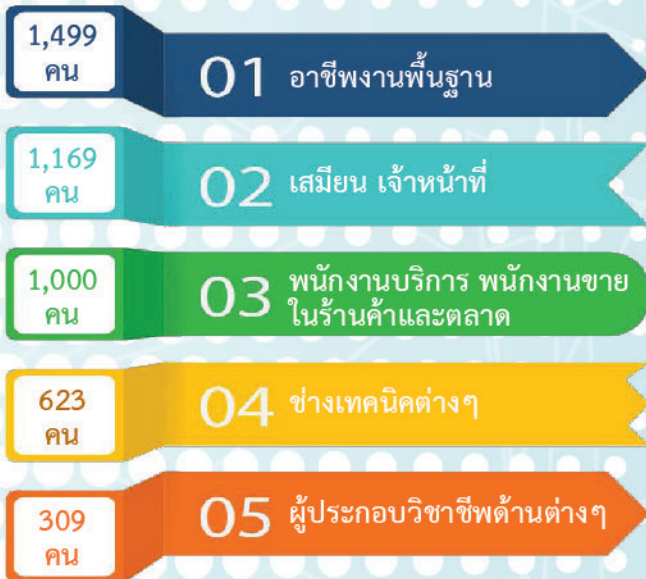 1,499
คน
01 อาชีพงานพื้นฐาน
1,169
คน
02 เสมียน เจ้าหน้าที่
1,000
คน
03 พนักงานบริการ พนักงานขาย
ในร้านค้าและตลาด
623
คน
04 ช่างเทคนิคต่างๆ
309
คน
05 ผู้ประกอบวิชาชีพด้านต่างๆ